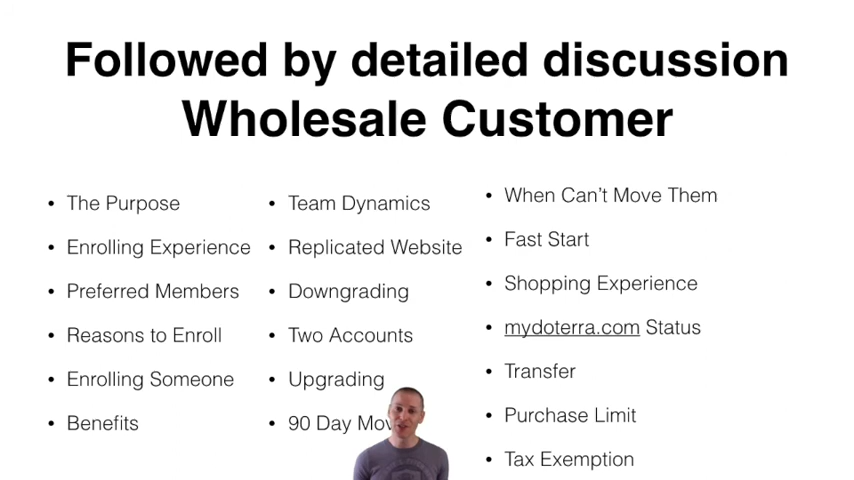 Followed by detailed discussion
Wholesale Customer
• The Purpose
• Enrolling Experience
• Preferred Members
• Reasons to Enroll
• Enrolling Someone
• Benefits
• Team Dynamics
• Replicated Website
• Downgrading
• Two Accounts
• Upgrading
• 90 Day
• When Can't Move Them
• Fast Start
• Shopping Experience
• mydoterra.com Status
• Transfer
• Purchase Limit
• Tax Exemption